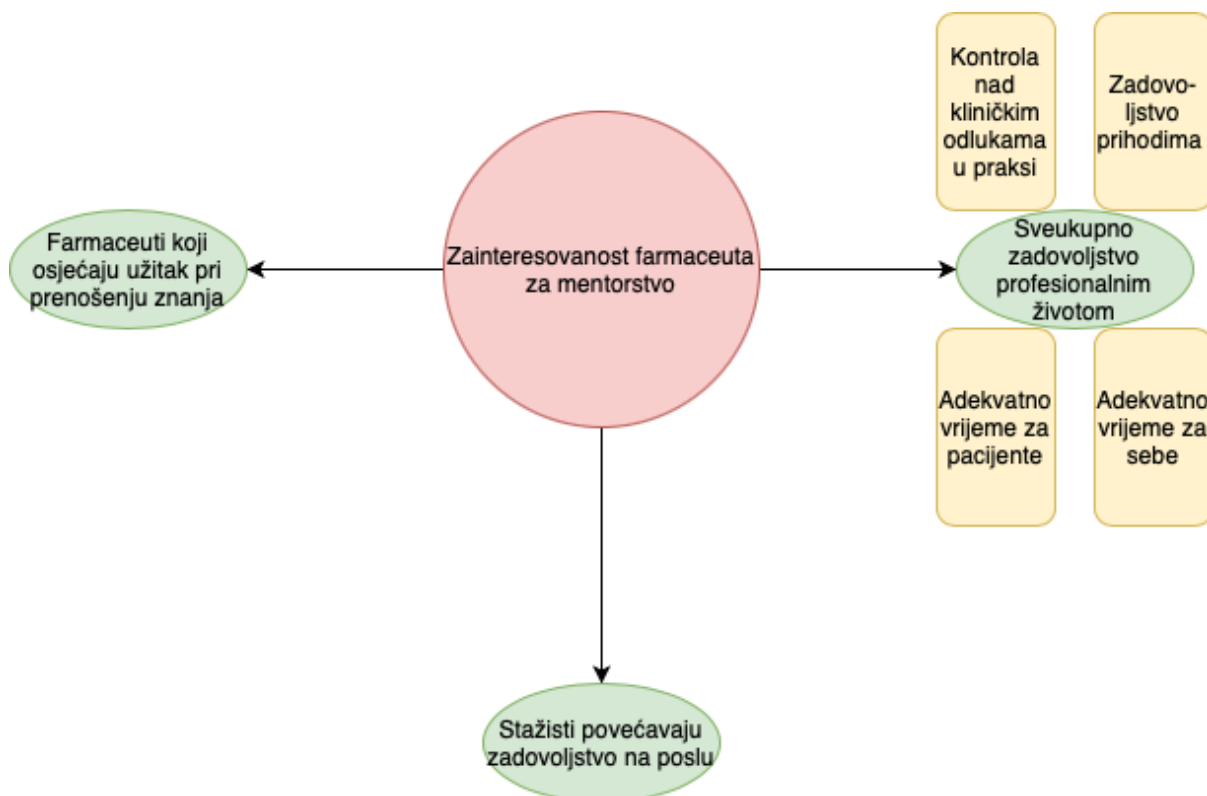 Kontrola
nad
kliničkim
odlukama
u praksi
Zadovo-
ljstvo
prihodima
Farmaceuti koji
osjećaju užitak pri
prenošenju znanja
Zainteresovanost farmaceuta
za mentorstvo
Sveukupno
zadovoljstvo
profesionalnim
životom
Adekvatno
vrijeme za
pacijente
Adekvatno
vrijeme za
sebe
Stažisti povećavaju
zadovoljstvo na poslu